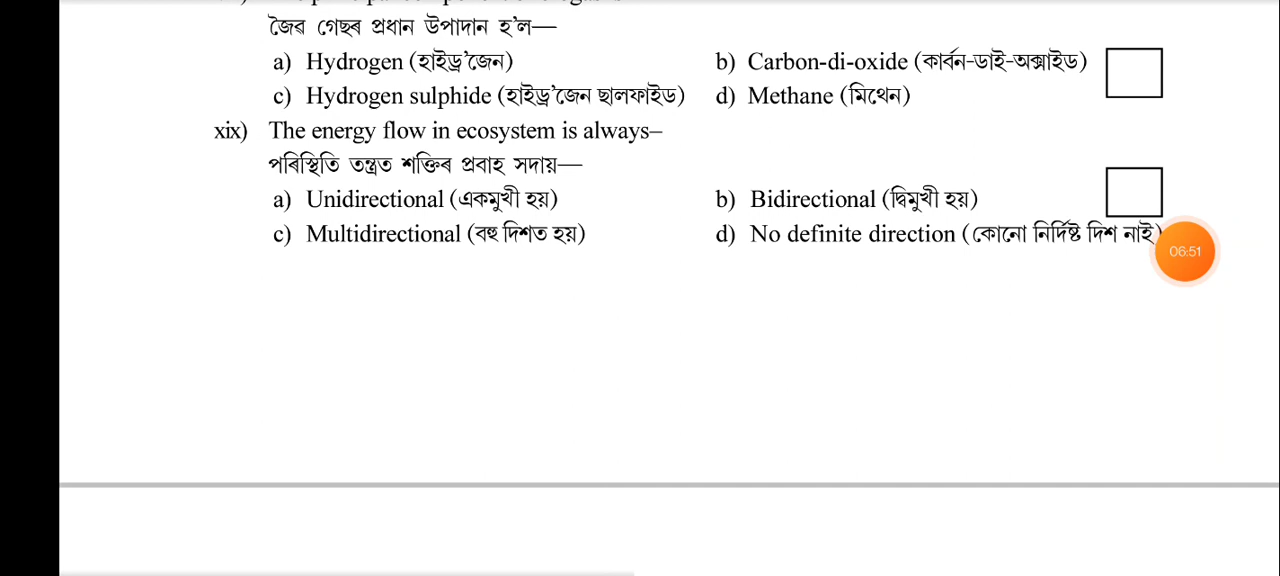 জৈৱ গেছৰ প্ৰধান উপাদান হ’ল—
a) Hydrogen (হাইড্ৰ’জেন) b) Carbon-di-oxide (কাৰ্বন-ডাই-অক্সাইড)
c) Hydrogen sulphide (হাইড্ৰ’জেন ছালফাইড) d) Methane (মিথেন)
xix) The energy flow in ecosystem is always–
পৰিস্থিতি তন্ত্ৰত শক্তিৰ প্ৰবাহ সদায়—
a) Unidirectional (একমুখী হয়) b) Bidirectional (দ্বিমুখী হয়)
c) Multidirectional (বহু দিশত হয়) d) No definite direction (কোনো নিৰ্দিষ্ট দিশ নাই)
06:51